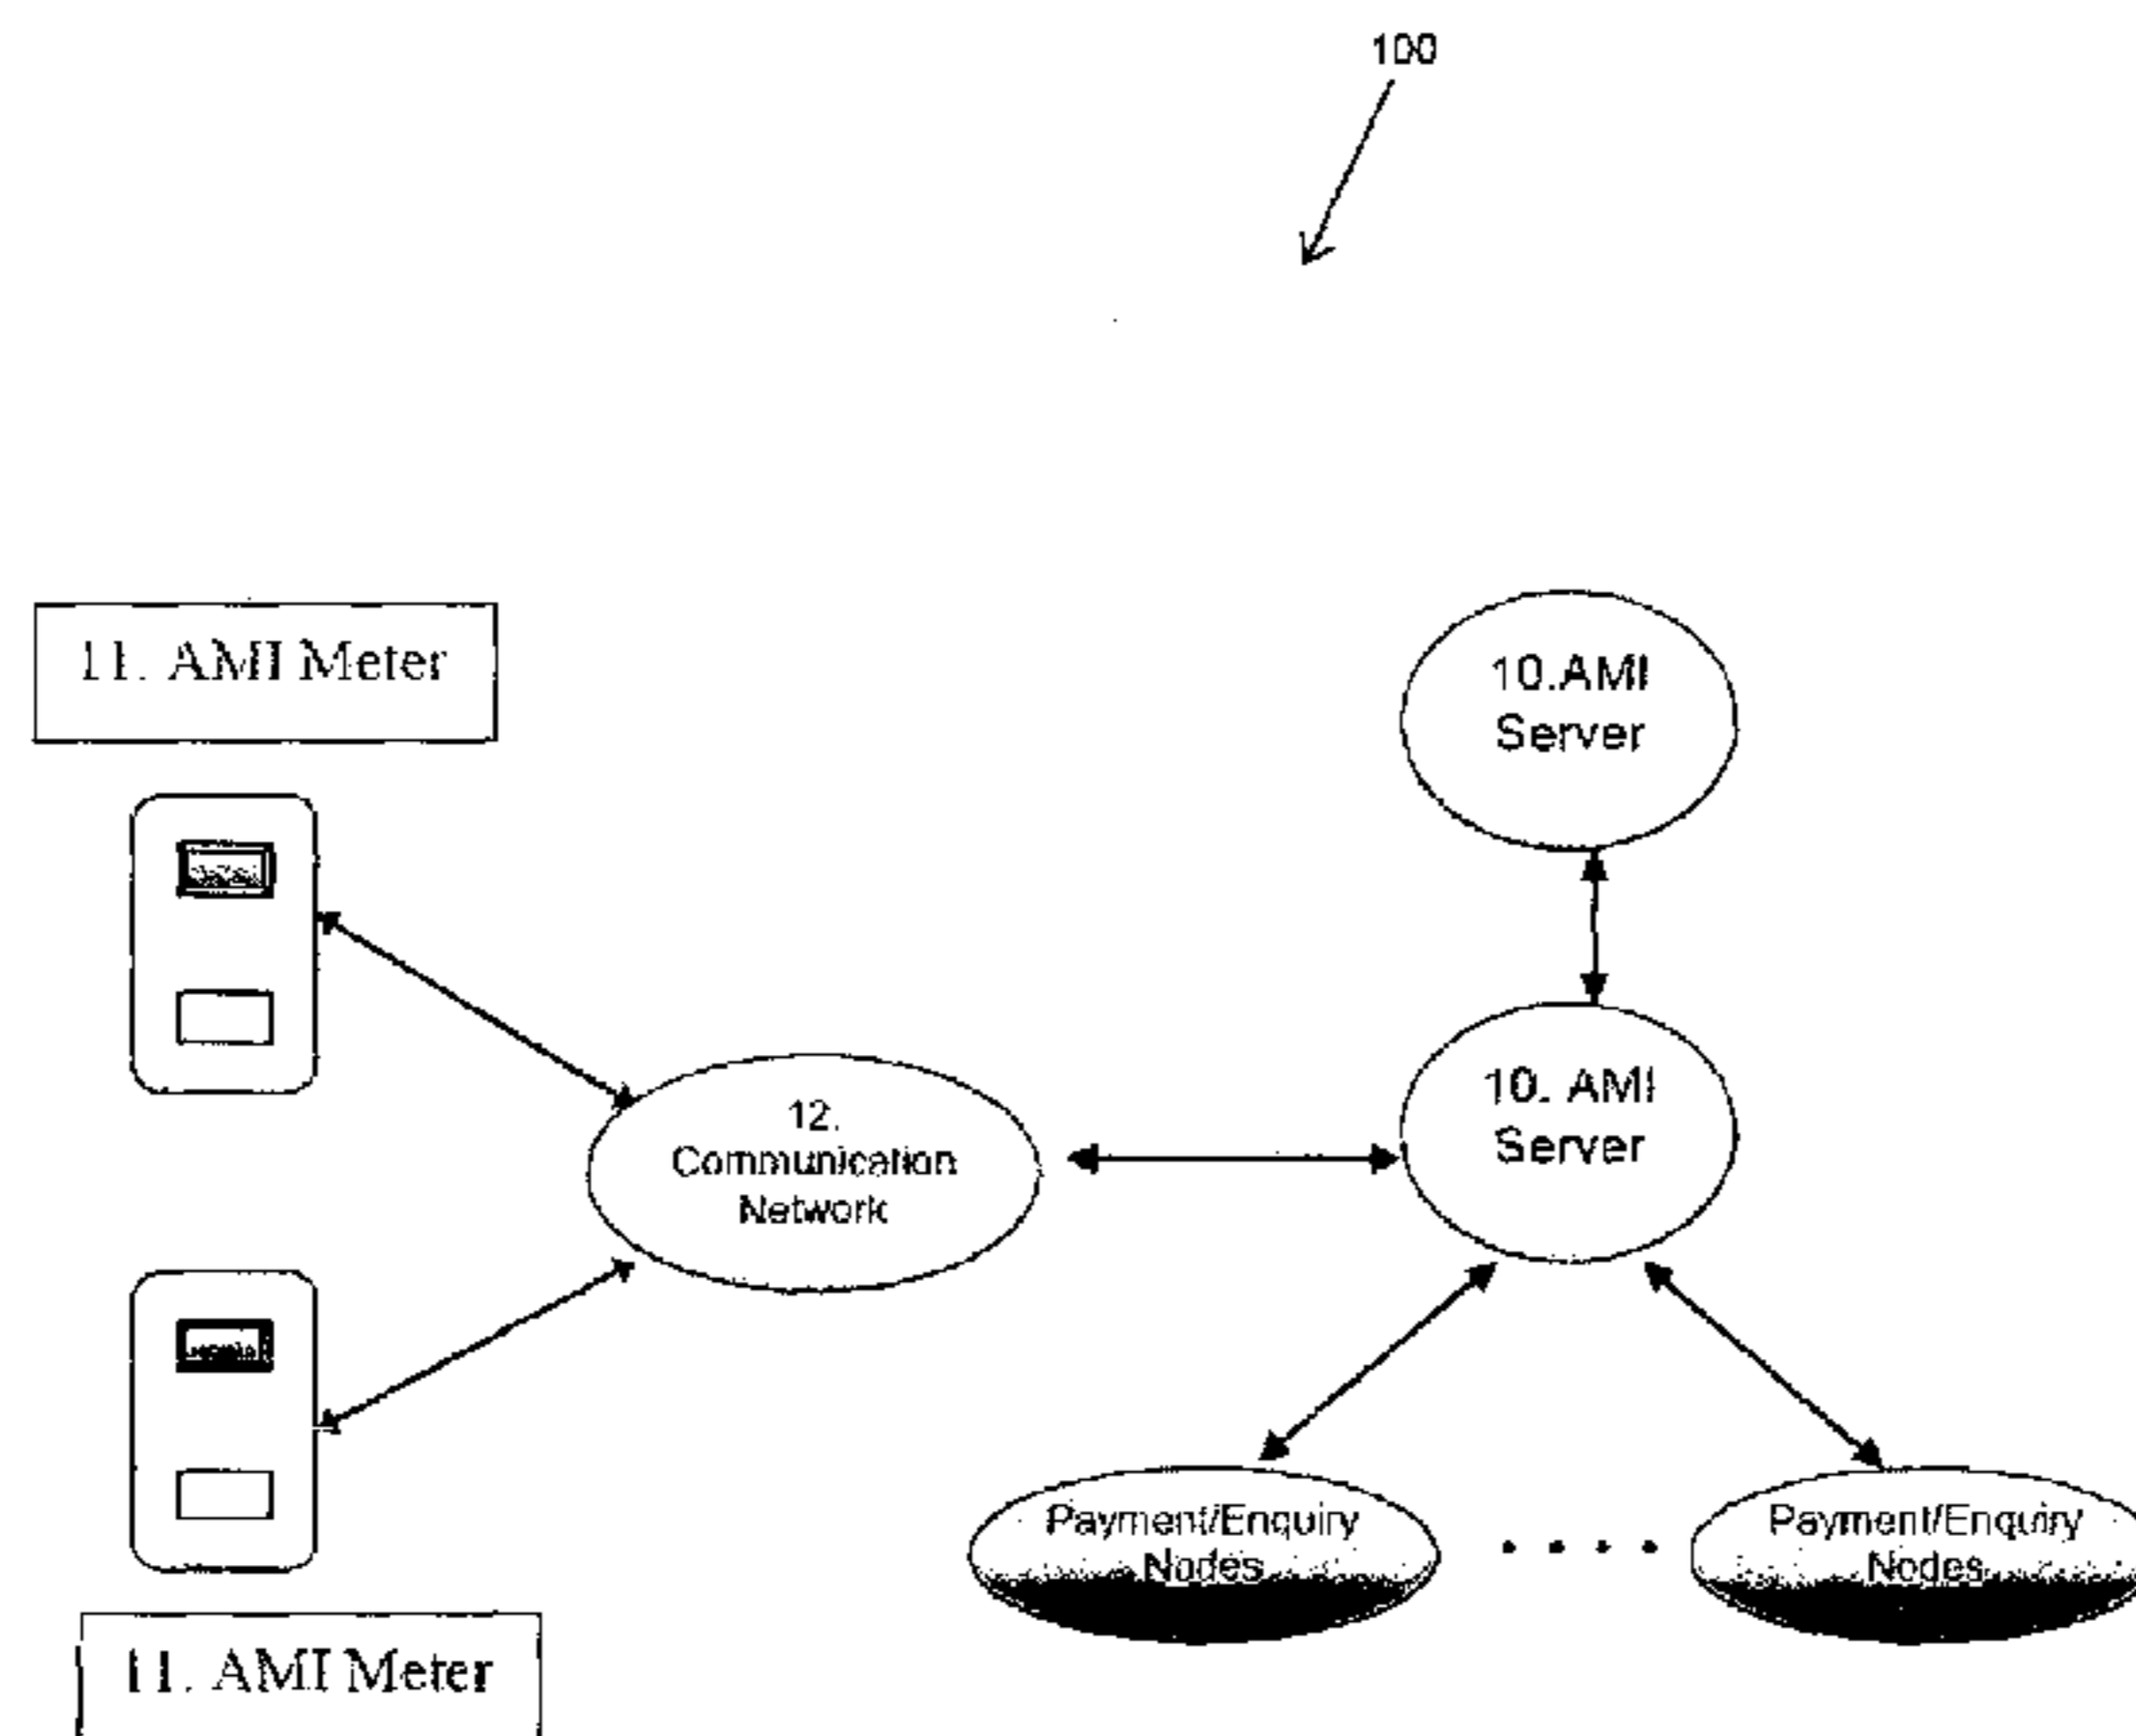 100
11. AMI Meter
10.AMI
Server
12.
Communication
Network
10. AMI
Server
Payment/Enquiry
Nodes
Payment/Enquiry
Nodes
11. AMI Meter